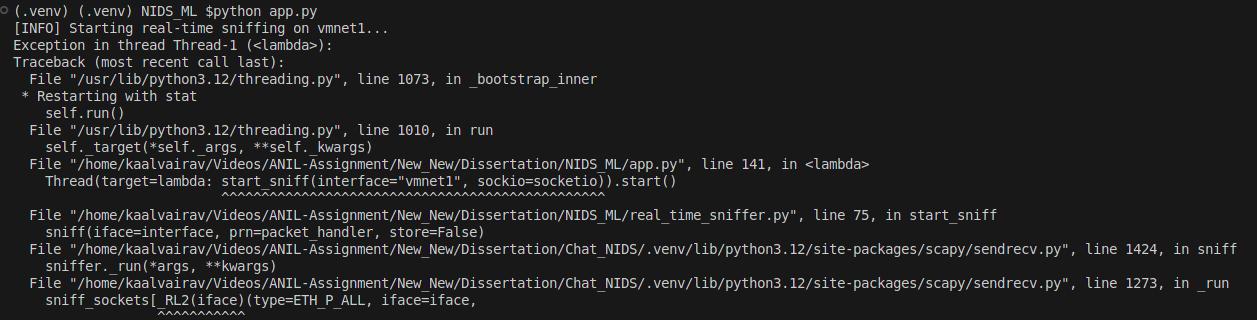 (.venv) (.venv) NIDS_ML $python app.py
[INFO] Starting real-time sniffing on vmnet1...
Exception in thread Thread-1 (<lambda>):
Traceback (most recent call last):
  File "/usr/lib/python3.12/threading.py", line 1073, in _bootstrap_inner
 * Restarting with stat
    self.run()
  File "/usr/lib/python3.12/threading.py", line 1010, in run
    self._target(*self._args, **self._kwargs)
  File "/home/kaalvairav/Videos/ANIL-Assignment/New_New/Dissertation/NIDS_ML/app.py", line 141, in <lambda>
    Thread(target=lambda: start_sniff(interface="vmnet1", sockio=socketio)).start()
                          ^^^^^^^^^^^^^^^^^^^^^^^^^^^^^^^^^^^^^^^^^^^^^^^^
  File "/home/kaalvairav/Videos/ANIL-Assignment/New_New/Dissertation/NIDS_ML/real_time_sniffer.py", line 75, in start_sniff
    sniff(iface=interface, prn=packet_handler, store=False)
  File "/home/kaalvairav/Videos/ANIL-Assignment/New_New/Dissertation/Chat_NIDS/.venv/lib/python3.12/site-packages/scapy/sendrecv.py", line 1424, in sniff
    sniffer._run(*args, **kwargs)
  File "/home/kaalvairav/Videos/ANIL-Assignment/New_New/Dissertation/Chat_NIDS/.venv/lib/python3.12/site-packages/scapy/sendrecv.py", line 1273, in _run
    sniff_sockets[_RL2(iface)(type=ETH_P_ALL, iface=iface,
                  ^^^^^^^^^^^